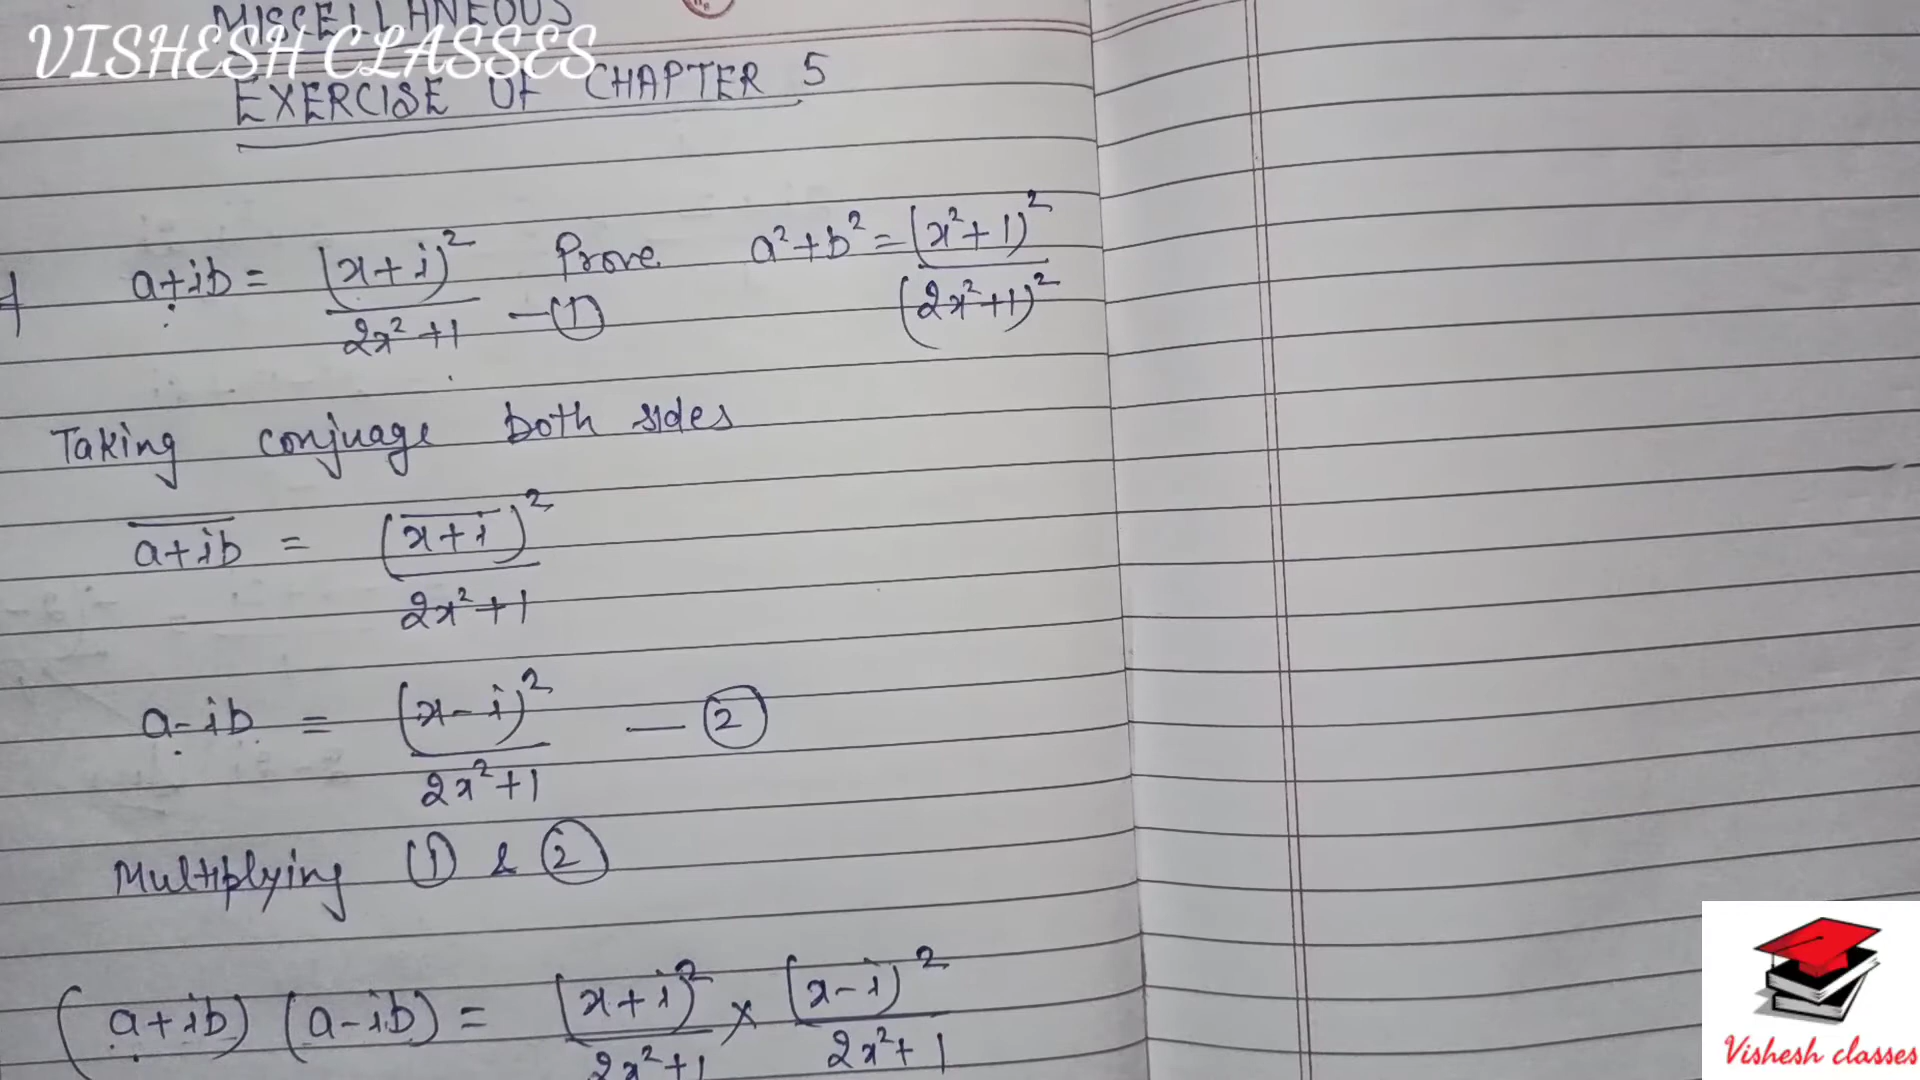 MISCELLANEOUS
VISHESH CLASSES
EXERCISE OF CHAPTER 5
a+ib = (x+i)² / 2x²+1 — ① Prove a²+b² = (x²+1)² / (2x²+1)²
Taking conjuage both sides
a̅+̅i̅b̅ = (x̅+̅i̅)² / 2x²+1
a-ib = (x-i)² / 2x²+1 — ②
Multiplying ① & ②
(a+ib) (a-ib) = (x+i)² / 2x²+1 × (x-i)² / 2x²+1
Vishesh classes